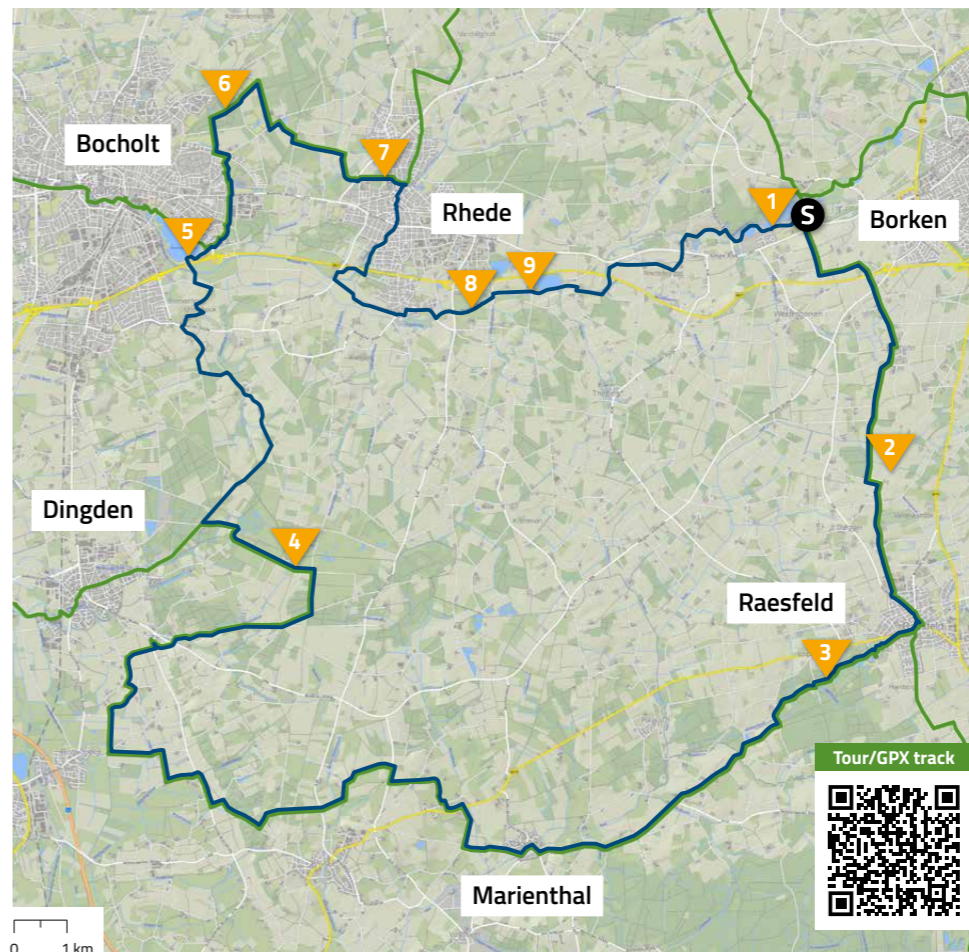 6
Bocholt
7
1
S
Rhede
Borken
5
9
8
2
Dingden
4
Raesfeld
3
Tour/GPX track
Marienthal
0 1 km